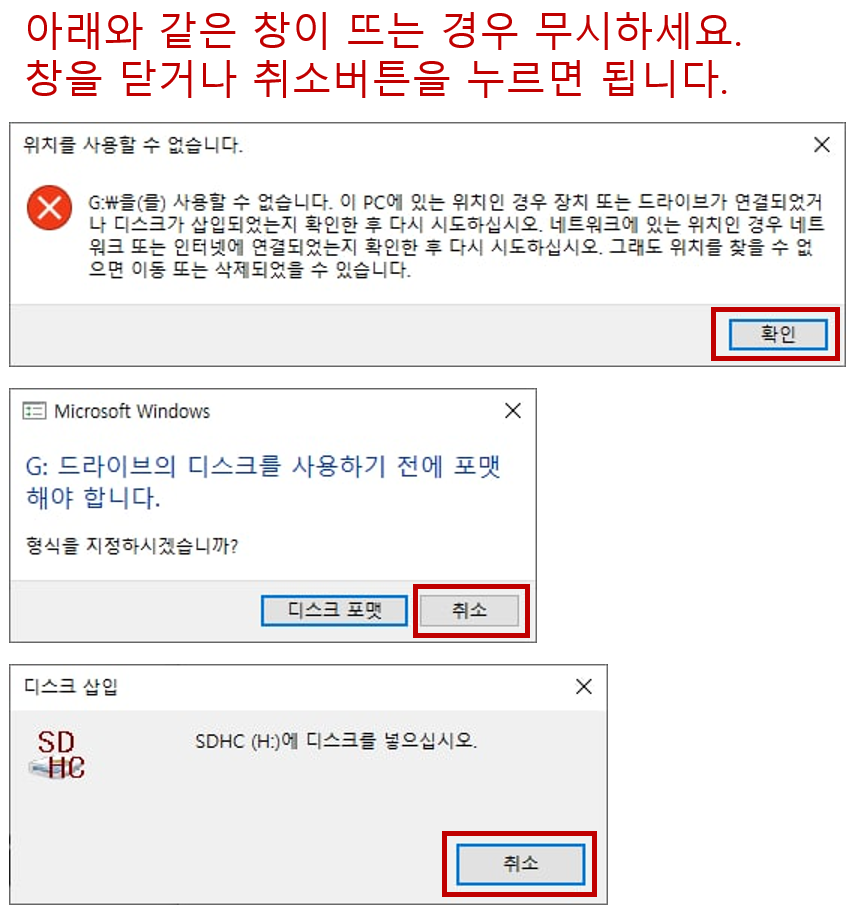 아래와 같은 창이 뜨는 경우 무시하세요.
창을 닫거나 취소버튼을 누르면 됩니다.
위치를 사용할 수 없습니다.
G:₩을(를) 사용할 수 없습니다. 이 PC에 있는 위치인 경우 장치 또는 드라이브가 연결되었거
나 디스크가 삽입되었는지 확인한 후 다시 시도하십시오. 네트워크에 있는 위치인 경우 네트
워크 또는 인터넷에 연결되었는지 확인한 후 다시 시도하십시오. 그래도 위치를 찾을 수 없
으면 이동 또는 삭제되었을 수 있습니다.
확인
Microsoft Windows
G: 드라이브의 디스크를 사용하기 전에 포맷
해야 합니다.
형식을 지정하시겠습니까?
디스크 포맷
취소
디스크 삽입
SD
HC
SDHC (H:)에 디스크를 넣으십시오.
취소